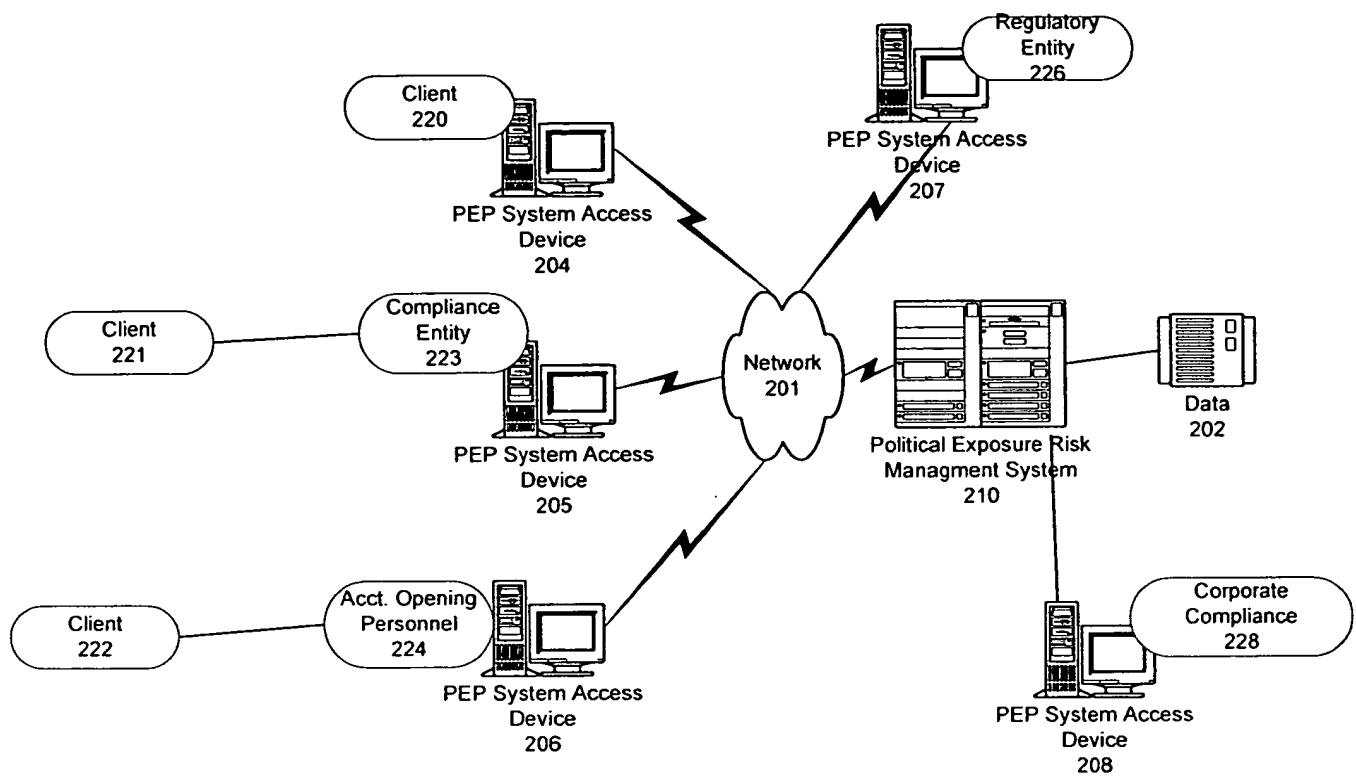 Regulatory
Entity
226
Client
220
PEP System Access
Device
207
PEP System Access
Device
204
Compliance
Entity
223
Client
221
Network
201
Data
202
PEP System Access
Device
205
Political Exposure Risk
Managment System
210
Acct. Opening
Personnel
224
Client
222
Corporate
Compliance
228
PEP System Access
Device
206
PEP System Access
Device
208